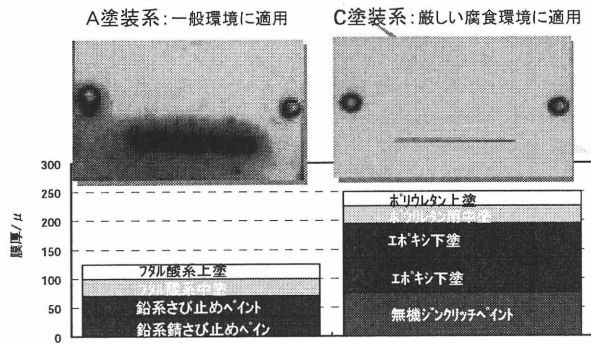 A塗装系：一般環境に適用
C塗装系：厳しい腐食環境に適用
膜厚/μ
300
250
200
150
100
50
0
フタル酸系上塗
フタル酸系中塗
鉛系さび止めペイント
鉛系錆さび止めペイン
ポリウレタン上塗
ポリウレタン用中塗
エポキシ下塗
エポキシ下塗
無機ジンクリッチペイント